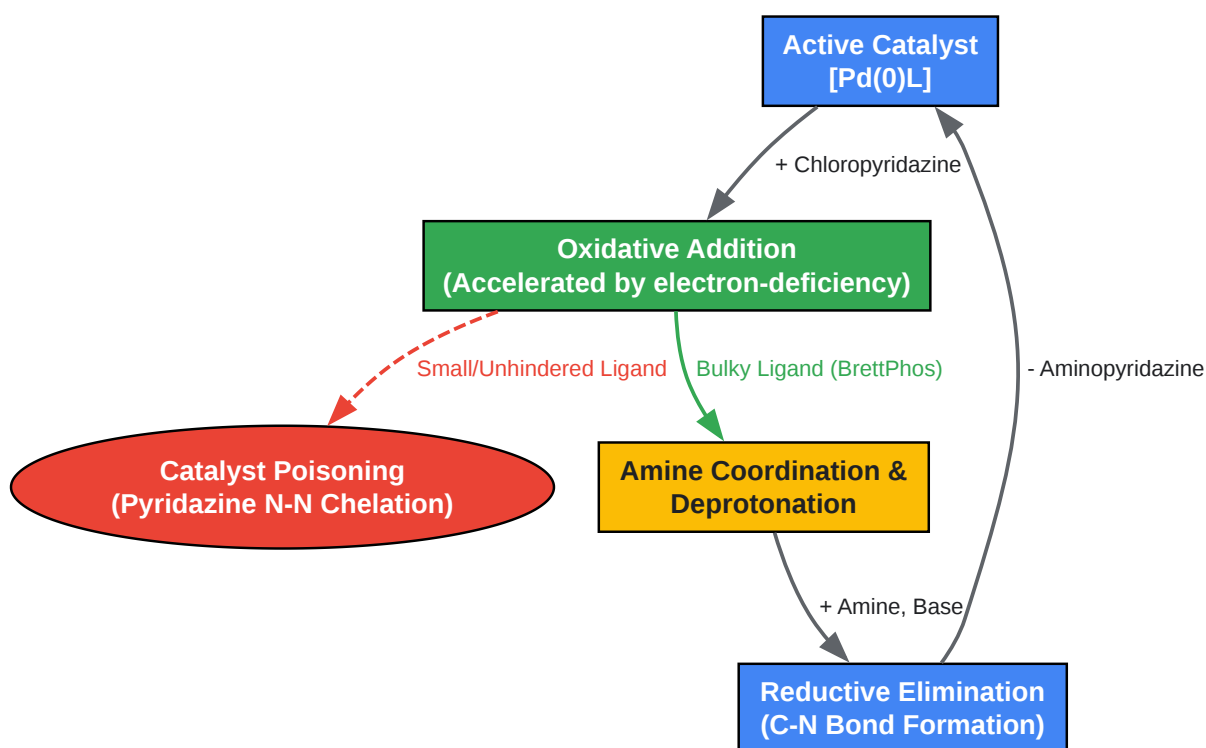 Active Catalyst
[Pd(0)L]
+ Chloropyridazine
Oxidative Addition
(Accelerated by electron-deficiency)
Small/Unhindered Ligand
Bulky Ligand (BrettPhos)
- Aminopyridazine
Catalyst Poisoning
(Pyridazine N-N Chelation)
Amine Coordination &
Deprotonation
+ Amine, Base
Reductive Elimination
(C-N Bond Formation)